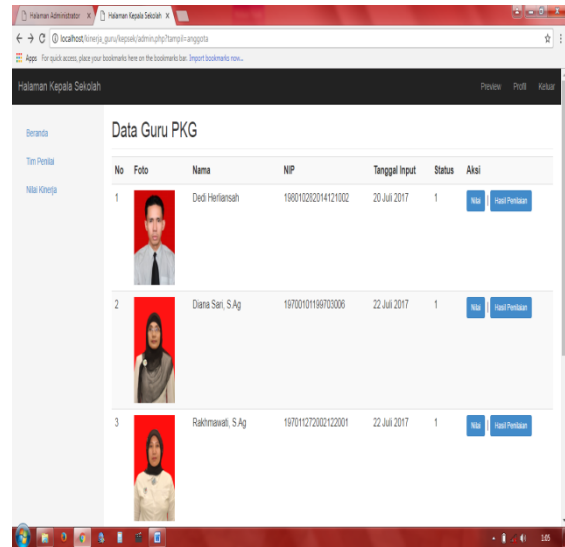 Halaman Administrator
Halaman Kepala Sekolah
localhost/kinerja_guru/kepsek/admin.php?tampil=anggota
Apps For quick access, place your bookmarks here on the bookmarks bar. Import bookmarks now...
Halaman Kepala Sekolah Preview Profil Keluar
Beranda
Tim Penilai
Nilai Kinerja
Data Guru PKG
No Foto Nama NIP Tanggal Input Status Aksi
1 Dedi Herliansah 198010282014121002 20 Juli 2017 1 Nilai | Hasil Penilaian
2 Diana Sari, S.Ag 19700101199703006 22 Juli 2017 1 Nilai | Hasil Penilaian
3 Rakhmawati, S.Ag 197011272002122001 22 Juli 2017 1 Nilai | Hasil Penilaian
1:05